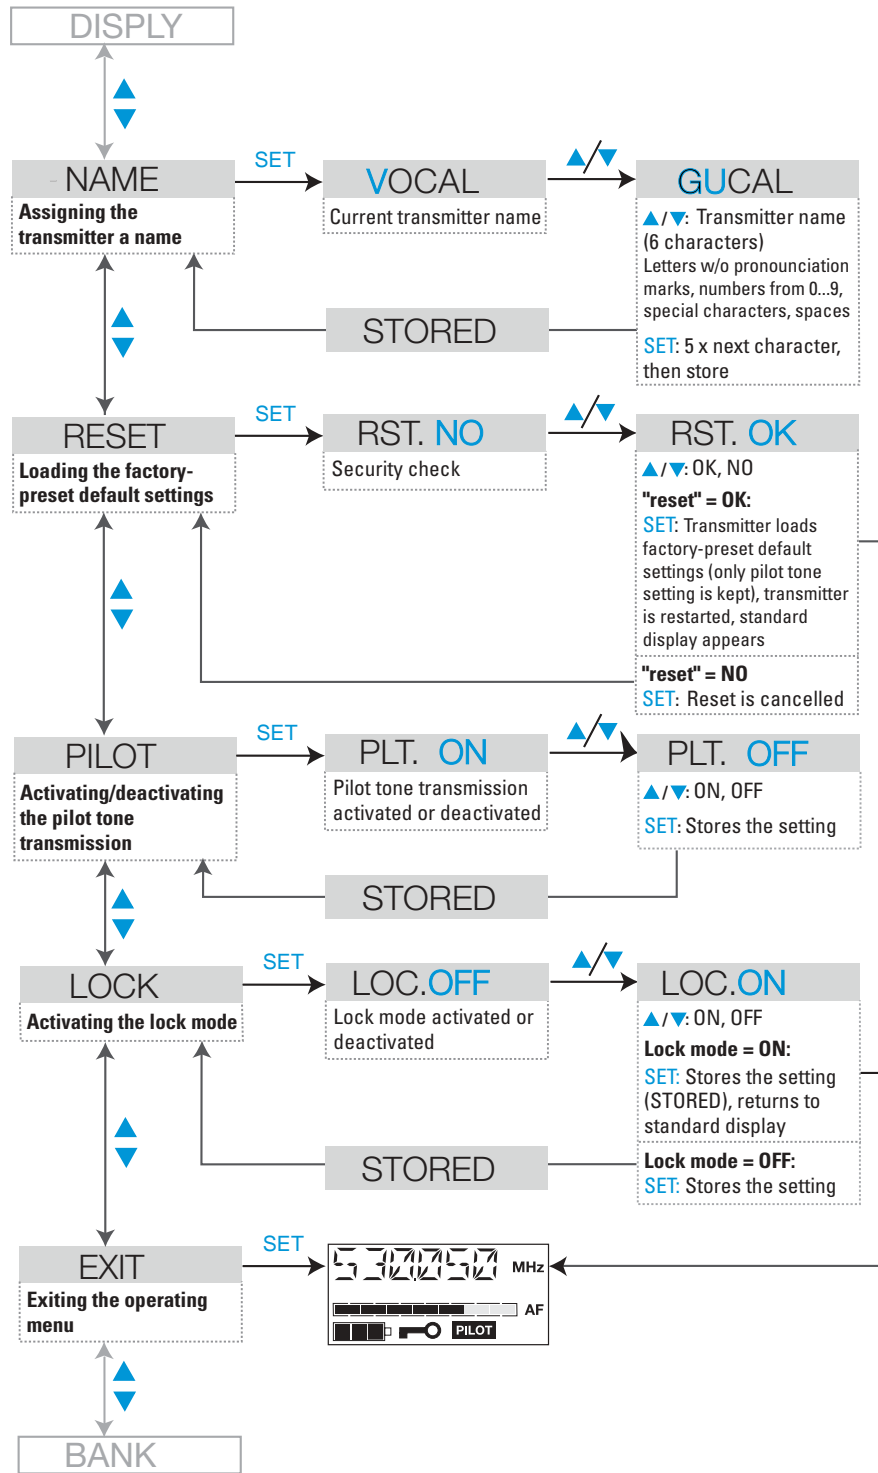 DISPLY
NAME
Assigning the
transmitter a name
SET
VOCAL
Current transmitter name
▲/▼
GUCAL
▲/▼: Transmitter name
(6 characters)
Letters w/o pronounciation
marks, numbers from 0...9,
special characters, spaces
SET: 5 x next character,
then store
STORED
RESET
Loading the factory-
preset default settings
SET
RST. NO
Security check
▲/▼
RST. OK
▲/▼: OK, NO
"reset" = OK:
SET: Transmitter loads
factory-preset default
settings (only pilot tone
setting is kept), transmitter
is restarted, standard
display appears
"reset" = NO
SET: Reset is cancelled
PILOT
Activating/deactivating
the pilot tone
transmission
SET
PLT. ON
Pilot tone transmission
activated or deactivated
▲/▼
PLT. OFF
▲/▼: ON, OFF
SET: Stores the setting
STORED
LOCK
Activating the lock mode
SET
LOC.OFF
Lock mode activated or
deactivated
▲/▼
LOC.ON
▲/▼: ON, OFF
Lock mode = ON:
SET: Stores the setting
(STORED), returns to
standard display
Lock mode = OFF:
SET: Stores the setting
STORED
EXIT
Exiting the operating
menu
SET
530.050 MHz
AF
PILOT
BANK